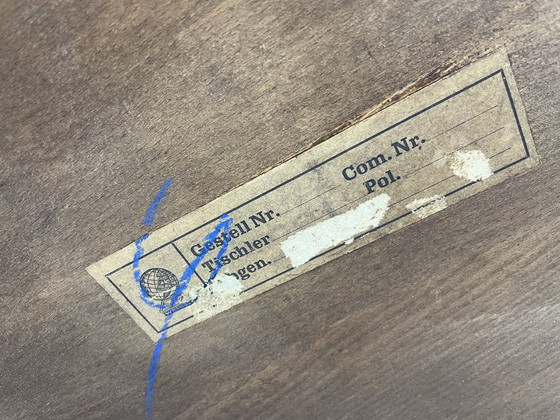 Gestell Nr. Com. Nr.
Tischler Pol.